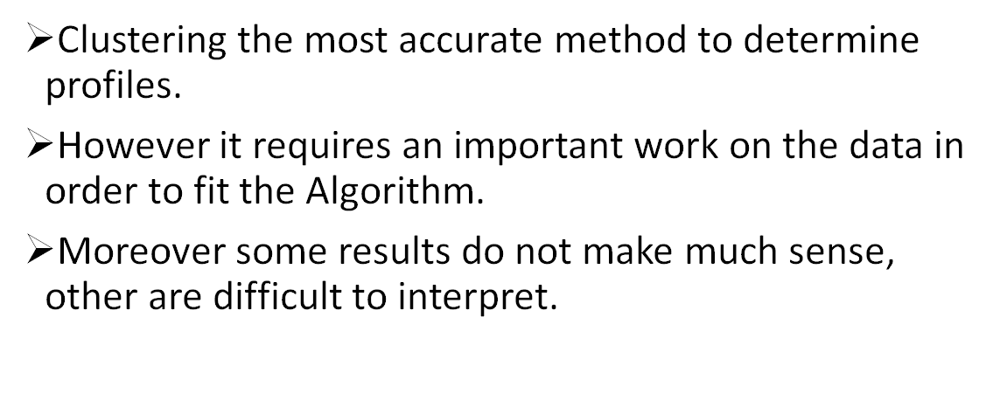 ➢Clustering the most accurate method to determine
profiles.
➢However it requires an important work on the data in
order to fit the Algorithm.
➢Moreover some results do not make much sense,
other are difficult to interpret.